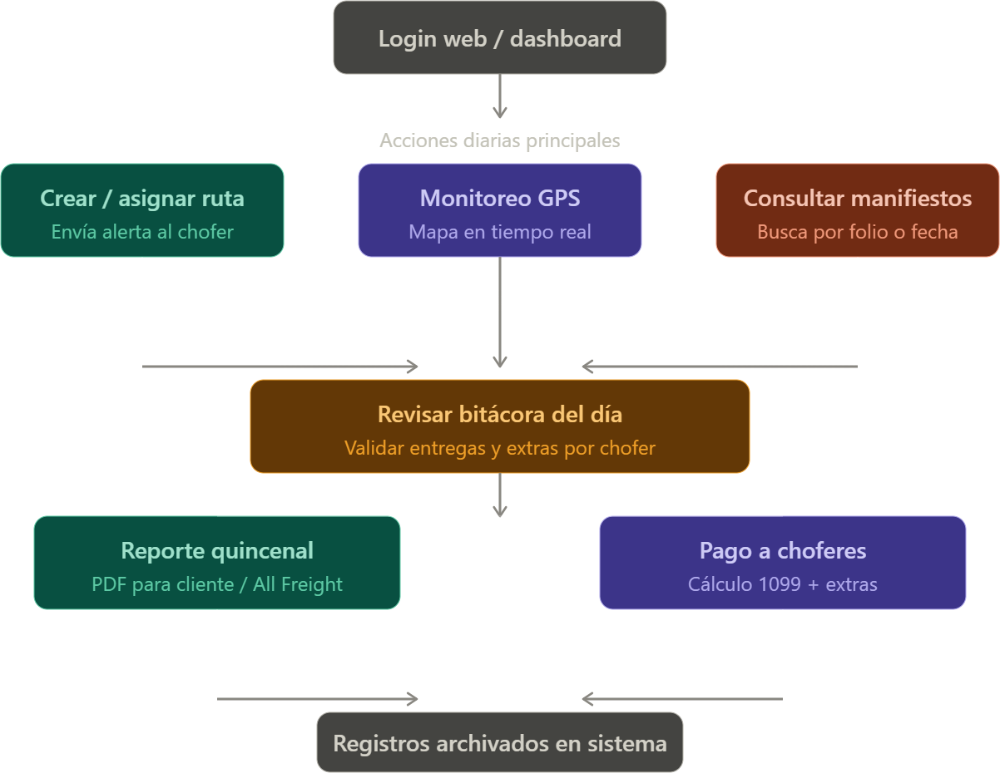 Login web / dashboard
Acciones diarias principales
Crear / asignar ruta
Envía alerta al chofer
Monitoreo GPS
Mapa en tiempo real
Consultar manifiestos
Busca por folio o fecha
Revisar bitácora del día
Validar entregas y extras por chofer
Reporte quincenal
PDF para cliente / All Freight
Pago a choferes
Cálculo 1099 + extras
Registros archivados en sistema